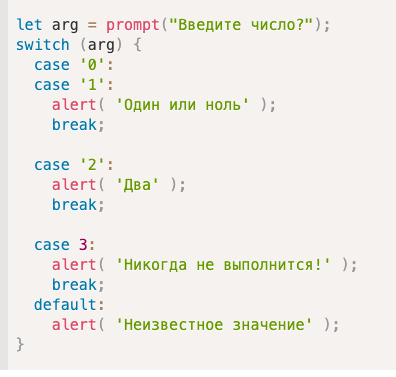 let arg = prompt("Введите число?");
switch (arg) {
  case '0':
  case '1':
    alert( 'Один или ноль' );
    break;

  case '2':
    alert( 'Два' );
    break;

  case 3:
    alert( 'Никогда не выполнится!' );
    break;
  default:
    alert( 'Неизвестное значение' );
}